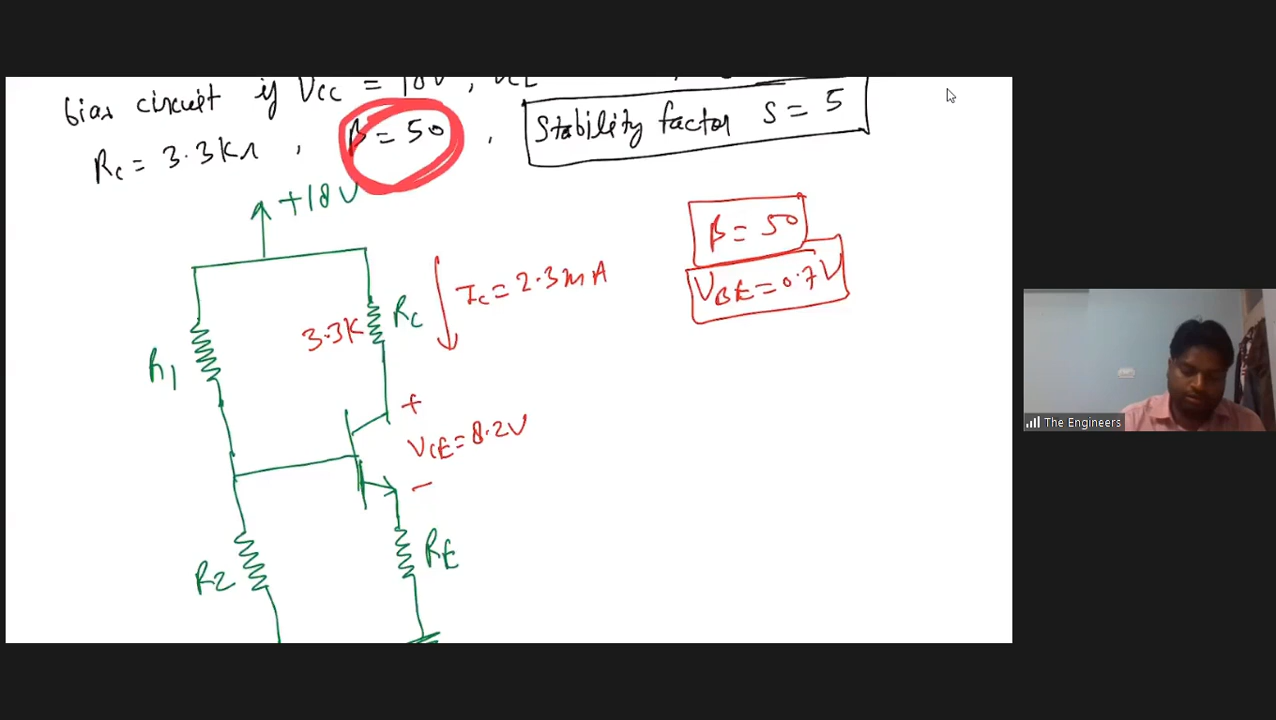 bias circuit if Vcc = 18V, VCE
Rc = 3.3KΩ , β = 50 , Stability factor S = 5
+18V
β = 50
VBE = 0.7V
Ic = 2.3mA
3.3K Rc
R1
+
VCE = 8.2V
−
R2
RE
The Engineers